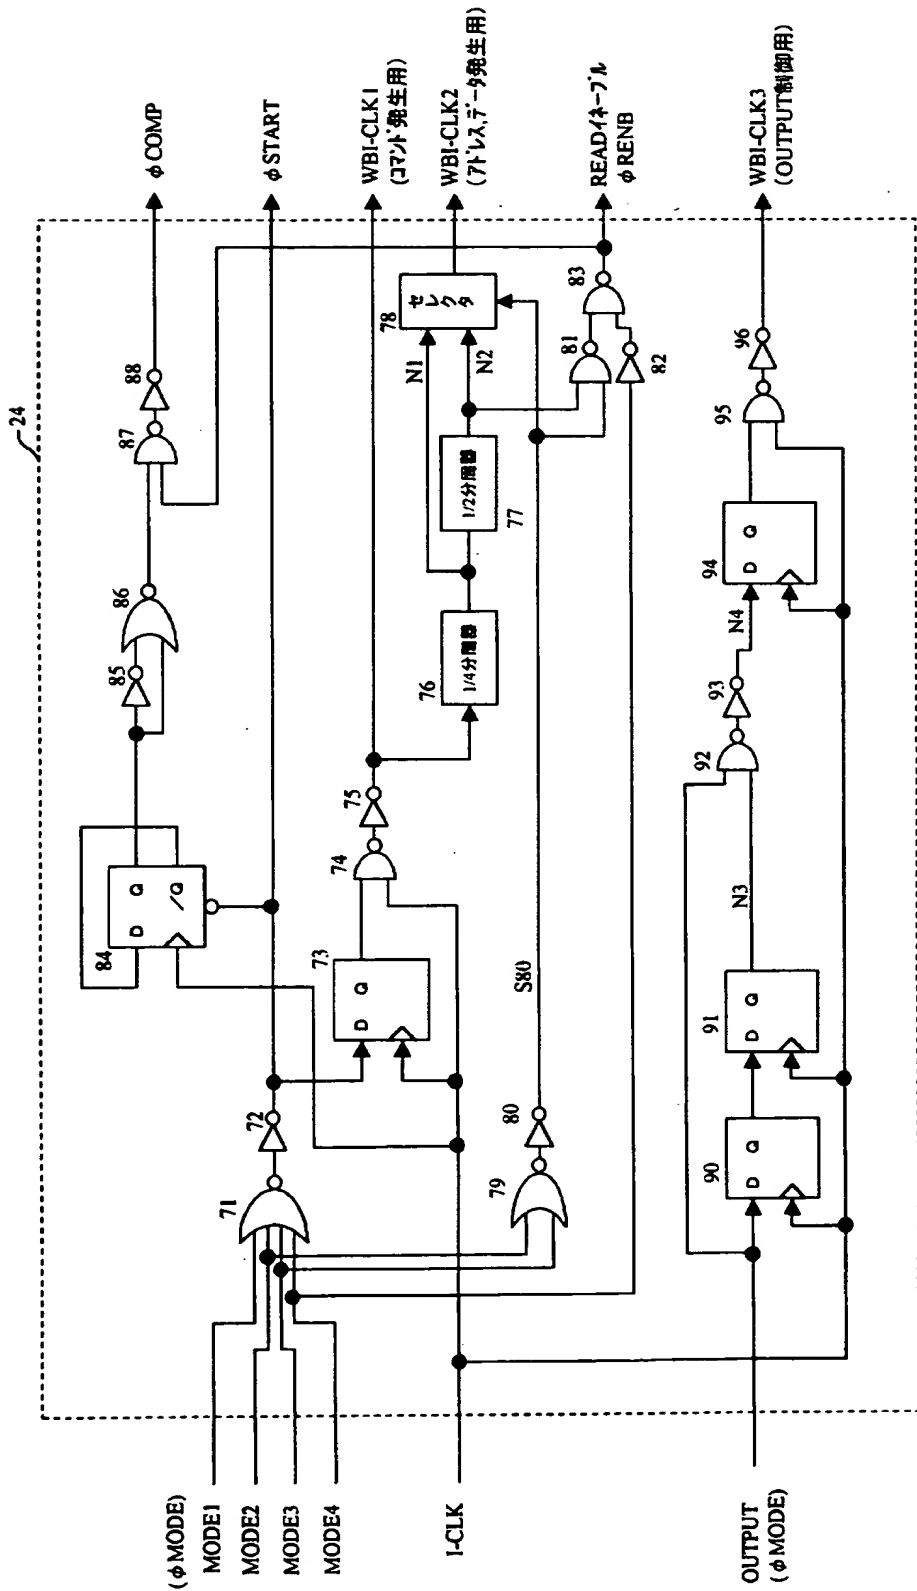 24
φCOMP
φSTART
WBI-CLK1
(コマンド発生用)
WBI-CLK2
(アドレス,データ発生用)
READイネーブル
φRENB
WBI-CLK3
(OUTPUT制御用)
88
87
86
85
84
D Q
/Q
83
82
81
セレクタ
78
N1
N2
1/2分周器
77
1/4分周器
76
75
74
73
D Q
72
71
S80
80
79
96
95
94
D Q
N4
93
92
N3
91
D Q
90
D Q
(φMODE)
MODE1
MODE2
MODE3
MODE4
I-CLK
OUTPUT
(φMODE)